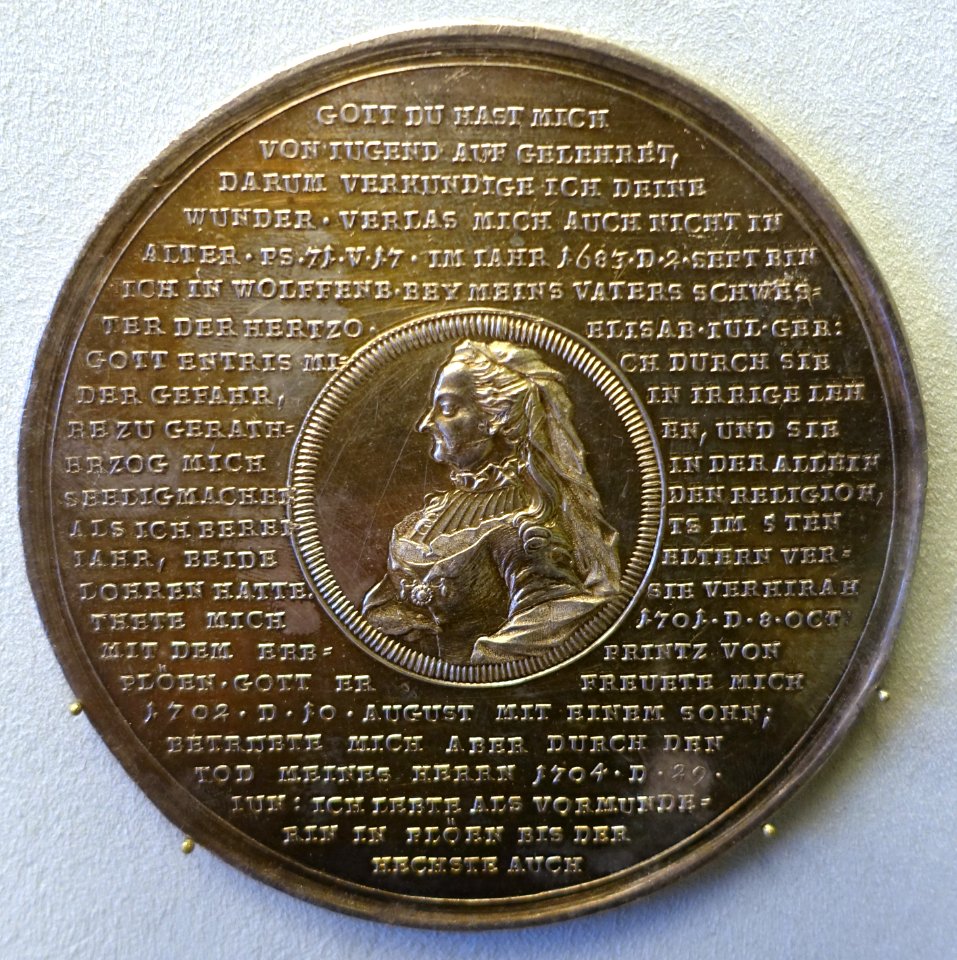 GOTT DU HAST MICH
VON IUGEND AUF GELEHRET,
DARUM VERKUNDIGE ICH DEINE
WUNDER · VERLAS MICH AUCH NICHT IN
ALTER · PS · 71 · V · 17 · IM IAHR 1683 · D · 2 · SEPT BIN
ICH IN WOLFFENB · BEY MEINS VATERS SCHWES=
TER DER HERTZO · ELISAB · IUL · GER:
GOTT ENTRIS MI= CH DURCH SIE
DER GEFAHR, IN IRRIGE LEH
RE ZU GERATH= EN, UND SIE
ERZOG MICH IN DER ALLEIN
SEELIGMACHEN DEN RELIGION,
ALS ICH BEREI TS IM 5 TEN
IAHR, BEIDE ELTERN VER=
LOHREN HATTE SIE VERHIRAH
THETE MICH 1701 · D · 8 · OCT
MIT DEM ERB= PRINTZ VON
PLÖEN · GOTT ER FREUETE MICH
1702 · D · 10 · AUGUST MIT EINEM SOHN;
BETRUETE MICH ABER DURCH DEN
TOD MEINES HERRN 1704 · D · 29 ·
IUN: ICH LEBTE ALS VORMUNDE=
RIN IN PLÖEN BIS DER
HECHSTE AUCH